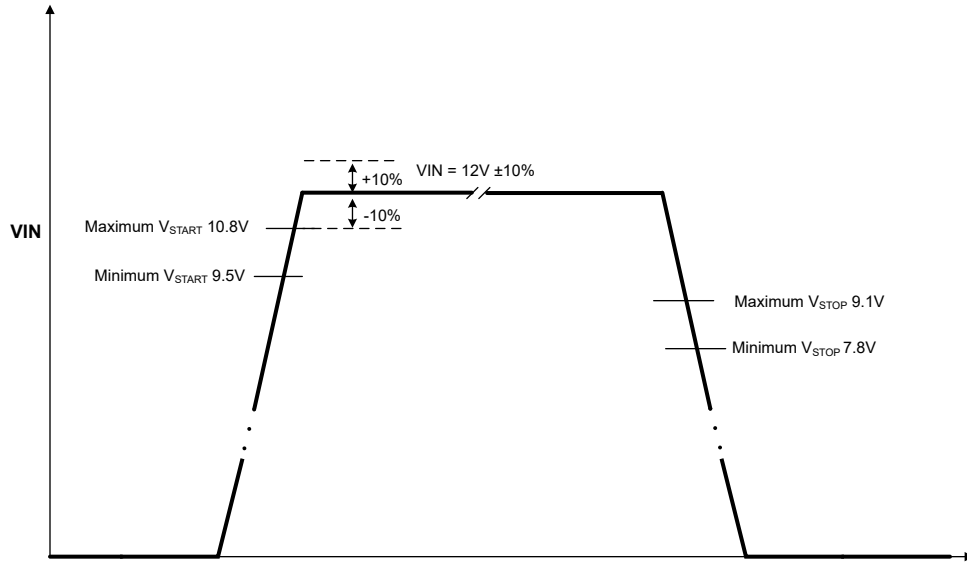 VIN = 12V ±10%
+10%
-10%
Maximum VSTART 10.8V
VIN
Minimum VSTART 9.5V
Maximum VSTOP 9.1V
Minimum VSTOP 7.8V